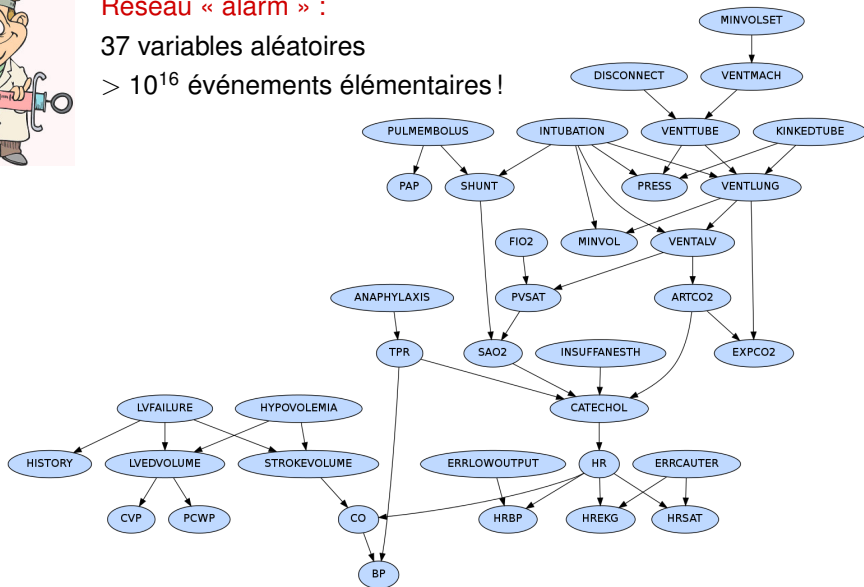 Réseau « alarm » :
37 variables aléatoires
> 10^16 événements élémentaires !
MINVOLSET
DISCONNECT VENTMACH
PULMEMBOLUS INTUBATION VENTTUBE KINKEDTUBE
PAP SHUNT PRESS VENTLUNG
FIO2 MINVOL VENTALV
ANAPHYLAXIS PVSAT ARTCO2
TPR SAO2 INSUFFANESTH EXPCO2
LVFAILURE HYPOVOLEMIA CATECHOL
HISTORY LVEDVOLUME STROKEVOLUME ERRLOWOUTPUT HR ERRCAUTER
CVP PCWP CO HRBP HREKG HRSAT
BP